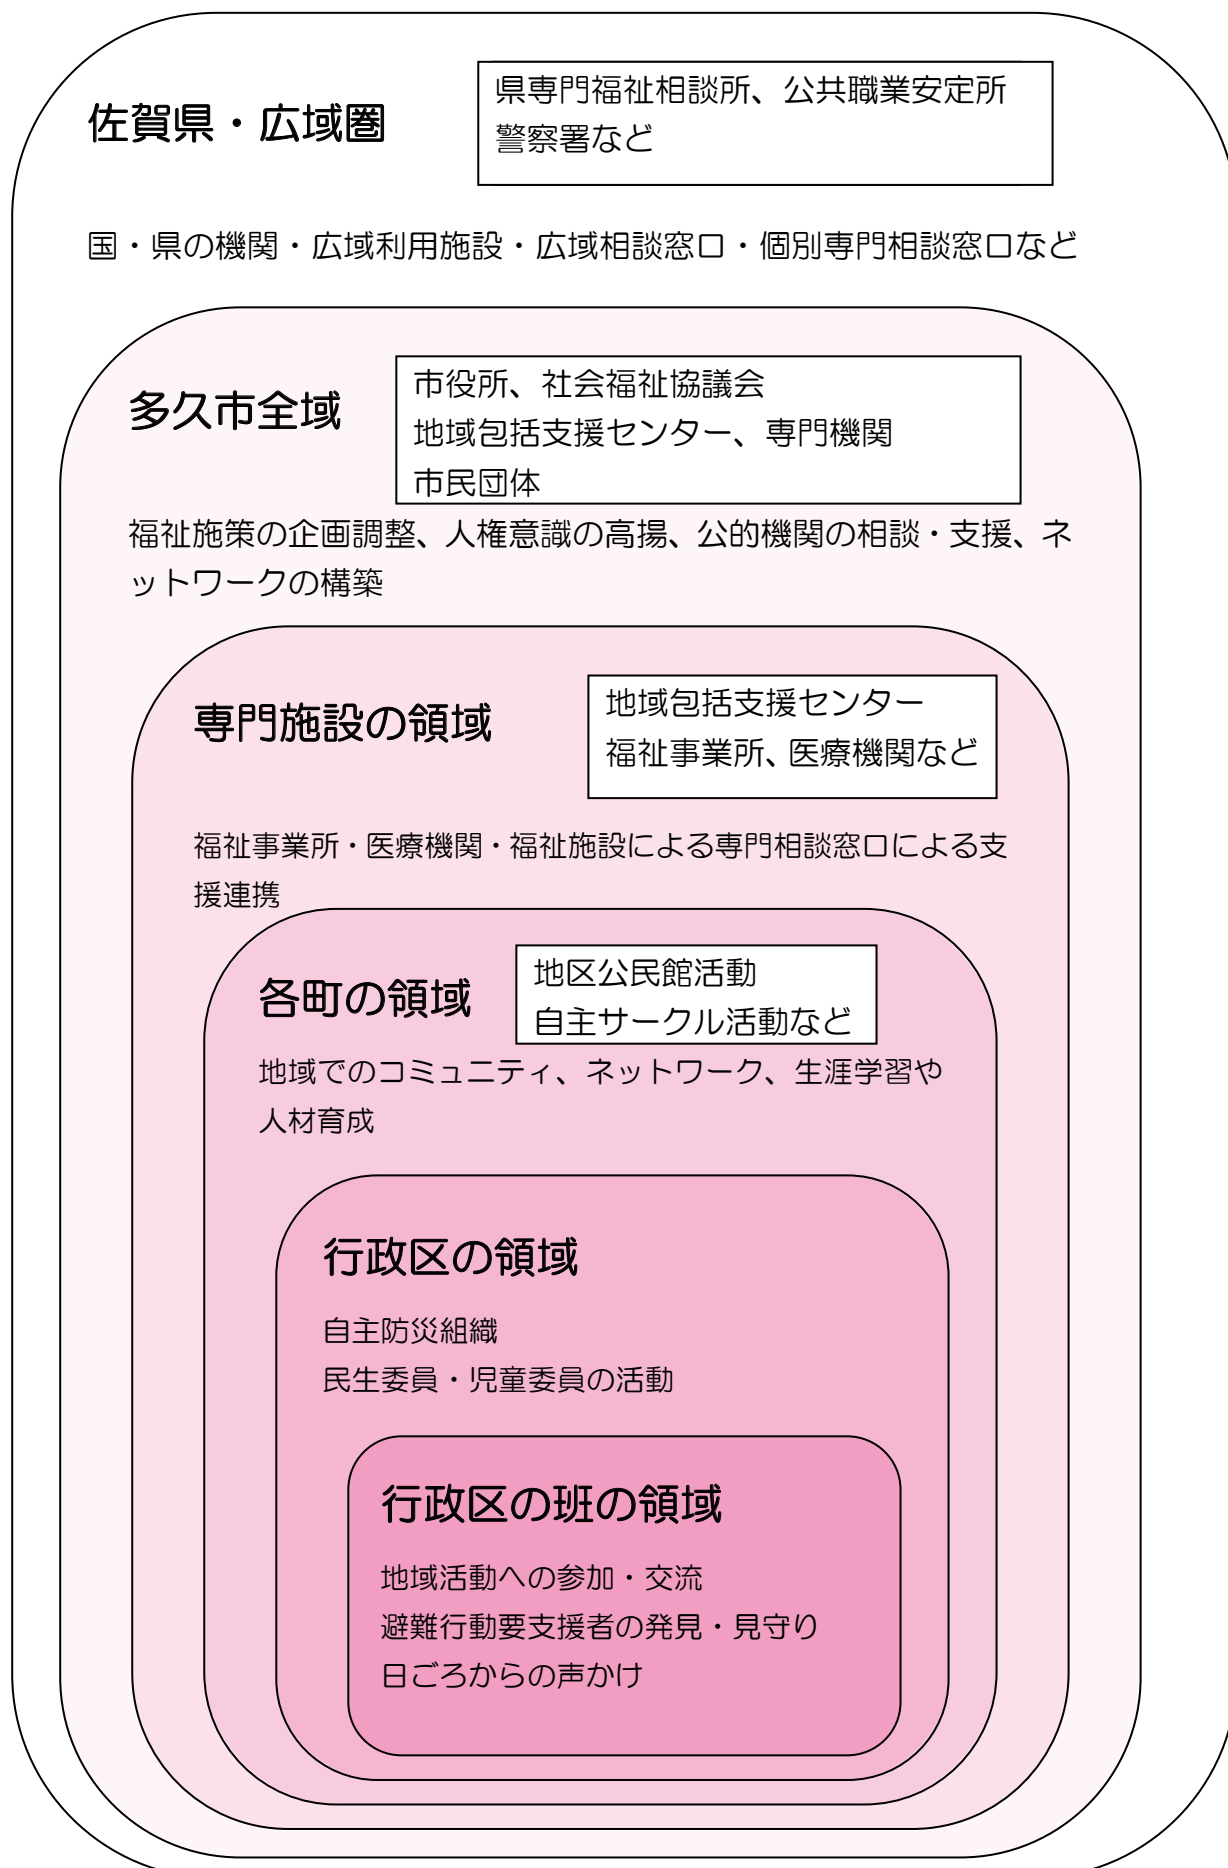 佐賀県・広域圏
県専門福祉相談所、公共職業安定所
警察署など
国・県の機関・広域利用施設・広域相談窓口・個別専門相談窓口など
多久市全域
市役所、社会福祉協議会
地域包括支援センター、専門機関
市民団体
福祉施策の企画調整、人権意識の高揚、公的機関の相談・支援、ネ
ットワークの構築
専門施設の領域
地域包括支援センター
福祉事業所、医療機関など
福祉事業所・医療機関・福祉施設による専門相談窓口による支
援連携
各町の領域
地区公民館活動
自主サークル活動など
地域でのコミュニティ、ネットワーク、生涯学習や
人材育成
行政区の領域
自主防災組織
民生委員・児童委員の活動
行政区の班の領域
地域活動への参加・交流
避難行動要支援者の発見・見守り
日ごろからの声かけ